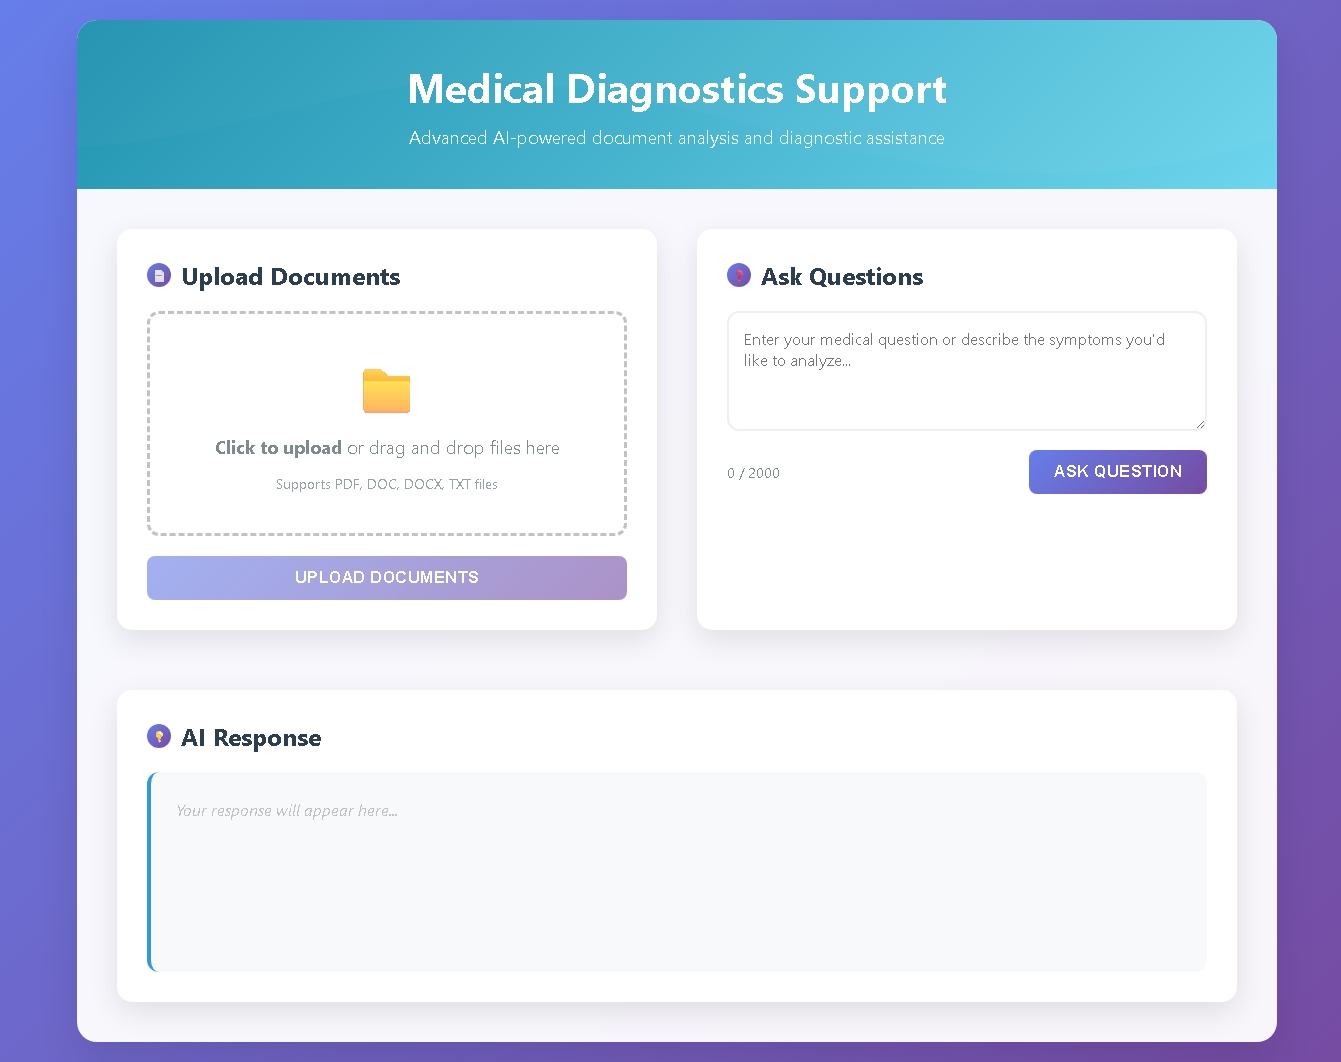 Medical Diagnostics Support
Advanced AI-powered document analysis and diagnostic assistance
Upload Documents
Click to upload or drag and drop files here
Supports PDF, DOC, DOCX, TXT files
UPLOAD DOCUMENTS
Ask Questions
Enter your medical question or describe the symptoms you'd
like to analyze...
0 / 2000
ASK QUESTION
AI Response
Your response will appear here...